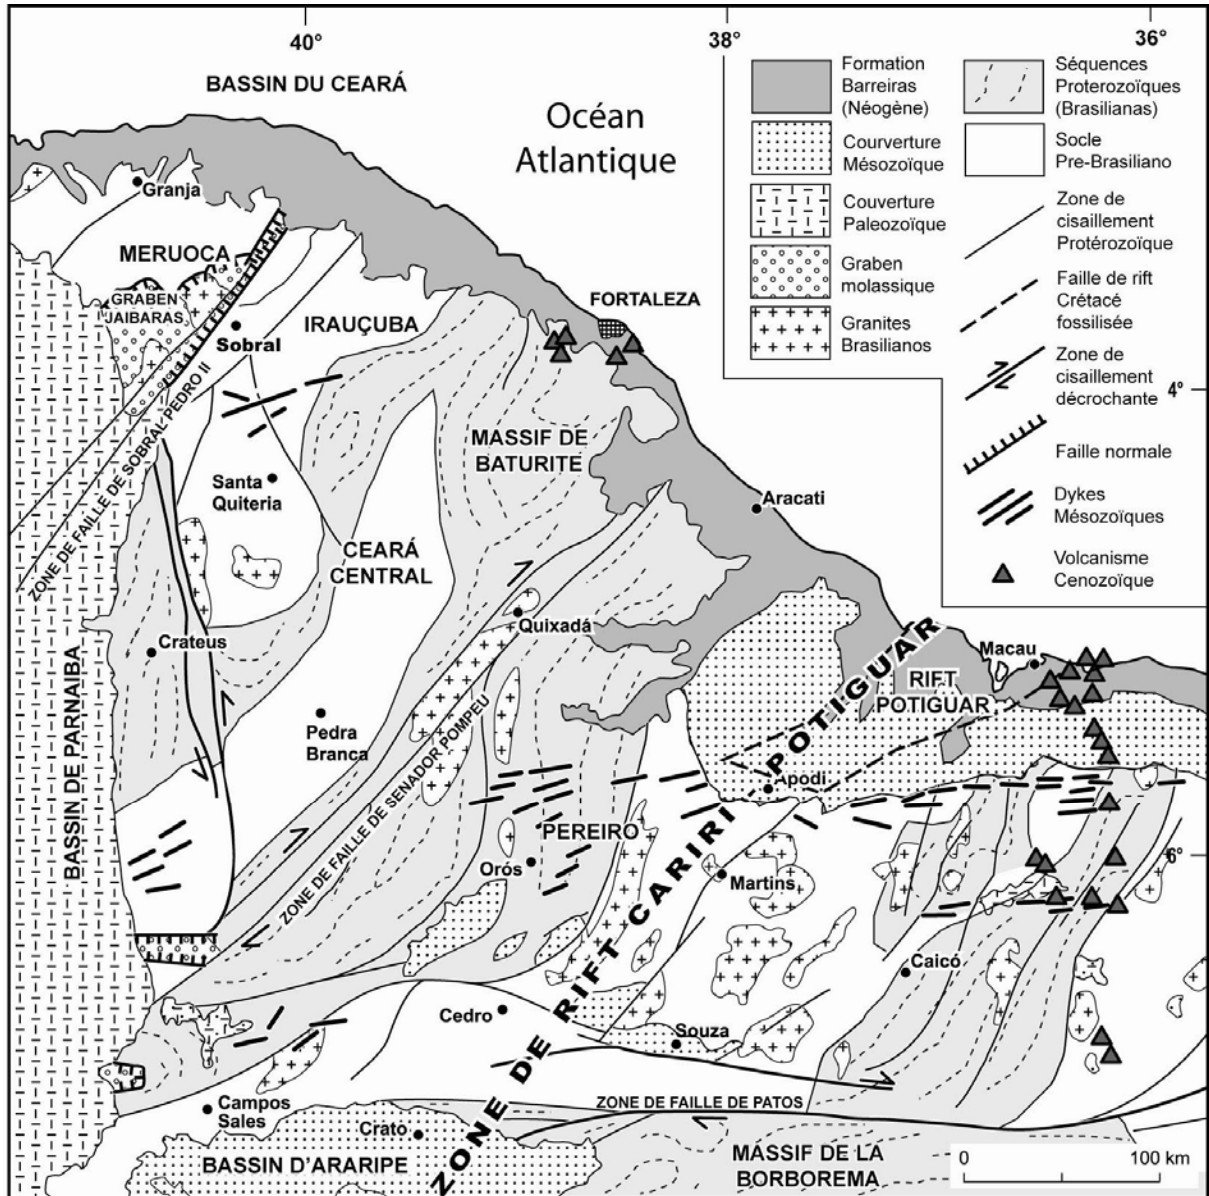 40°
38°
36°
BASSIN DU CEARÁ
Océan
Atlantique
Formation
Barreiras
(Néogène)
Courverture
Mésozoïque
Couverture
Paleozoïque
Graben
molassique
Granites
Brasilianos
Séquences
Proterozoïques
(Brasilianas)
Socle
Pre-Brasiliano
Zone de
cisaillement
Protérozoïque
Faille de rift
Crétacé
fossilisée
Zone de
cisaillement
décrochante
Faille normale
Dykes
Mésozoïques
Volcanisme
Cenozoïque
4°
6°
Granja
MERUOCA
GRABEN
JAIBARAS
Sobral
IRAUÇUBA
FORTALEZA
ZONE DE FAILLE DE SOBRAL PEDRO II
MASSIF DE
BATURITE
Santa
Quiteria
Aracati
CEARÁ
CENTRAL
Crateus
Quixadá
Macau
RIFT
POTIGUAR
BASSIN DE PARNAIBA
Pedra
Branca
ZONE DE FAILLE DE SENADOR POMPEU
Apodi
PEREIRO
Orós
Martins
Caicó
Cedro
Souza
ZONE DE RIFT CARIRI POTIGUAR
Campos
Sales
ZONE DE FAILLE DE PATOS
Crato
BASSIN D'ARARIPE
MASSIF DE LA
BORBOREMA
0
100 km